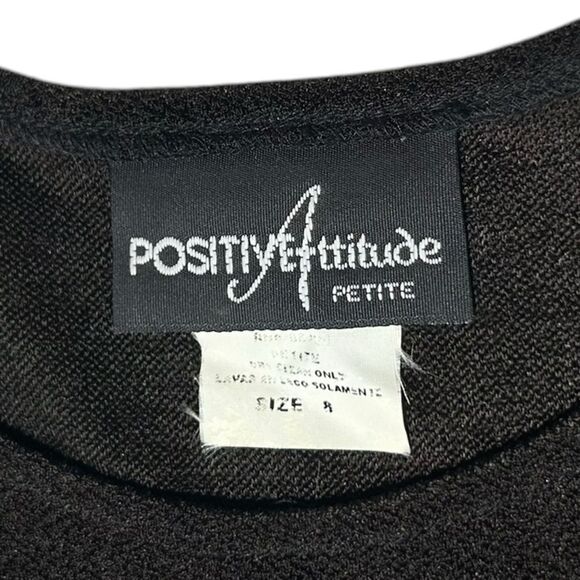 POSITIVE Attitude
PETITE
PETITE
DRY CLEAN ONLY
LAVAR EN SECO SOLAMENTE
SIZE 8